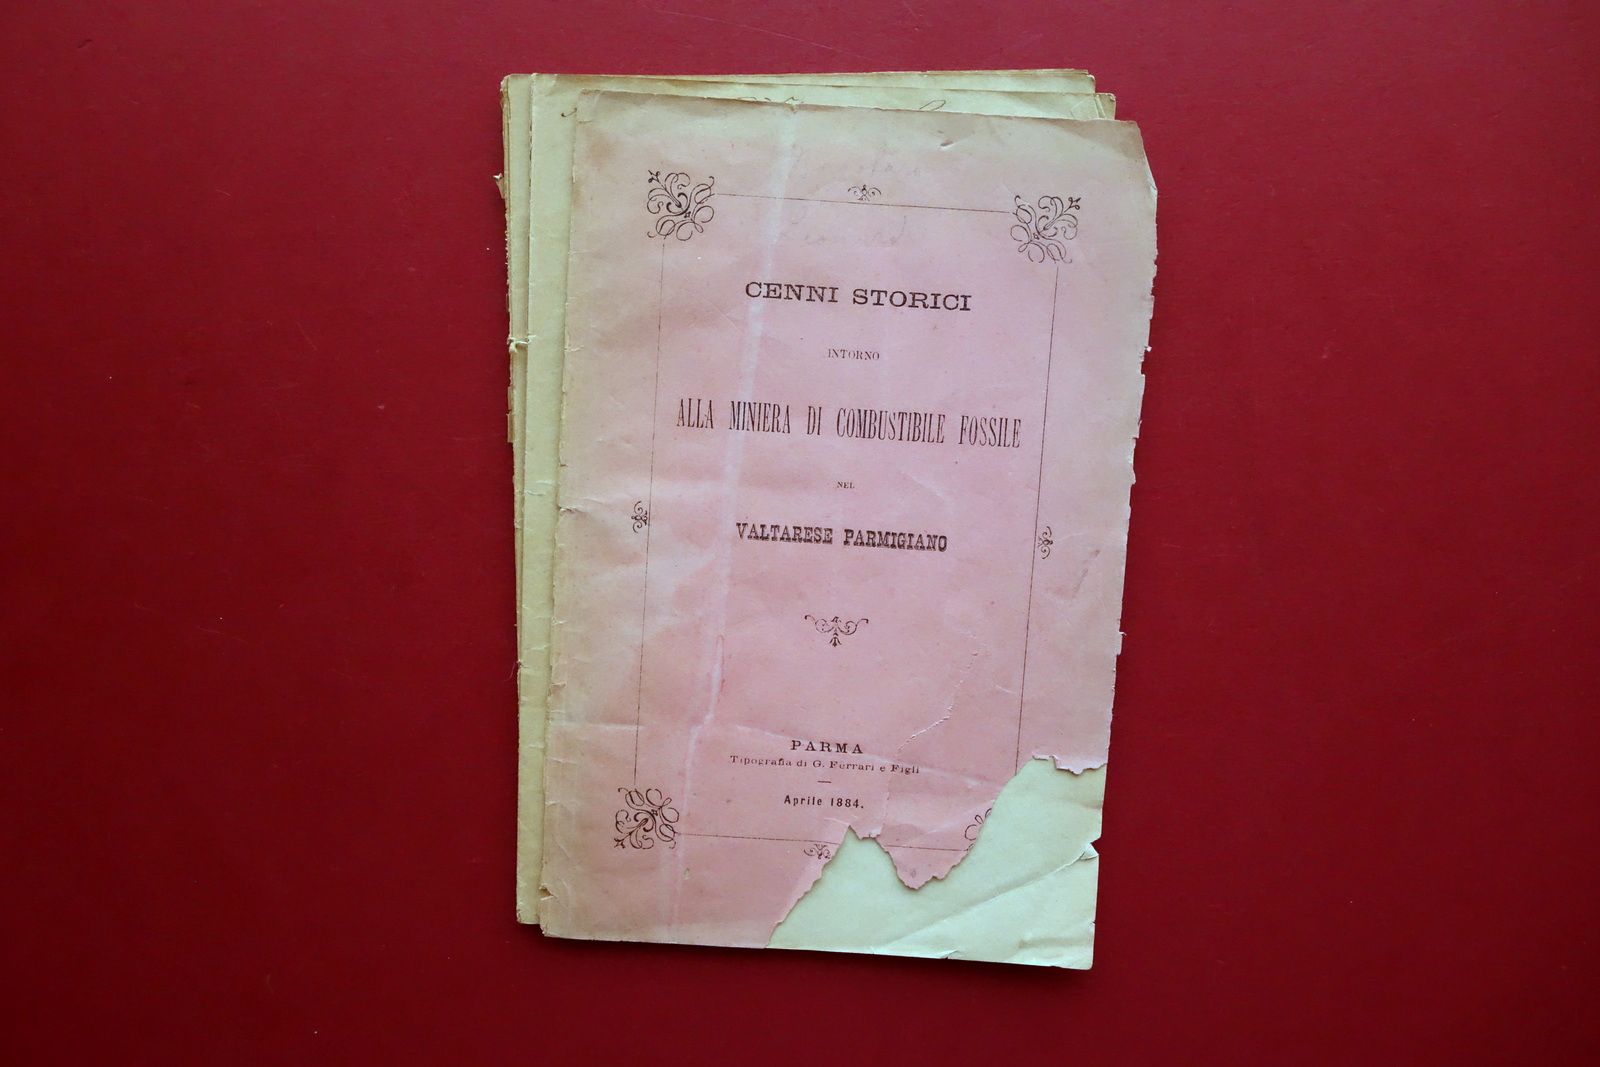 CENNI STORICI
INTORNO
ALLA MINIERA DI COMBUSTIBILE FOSSILE
NEL
VALTARESE PARMIGIANO
PARMA
Tipografia di G. Ferrari e Figli
Aprile 1884.